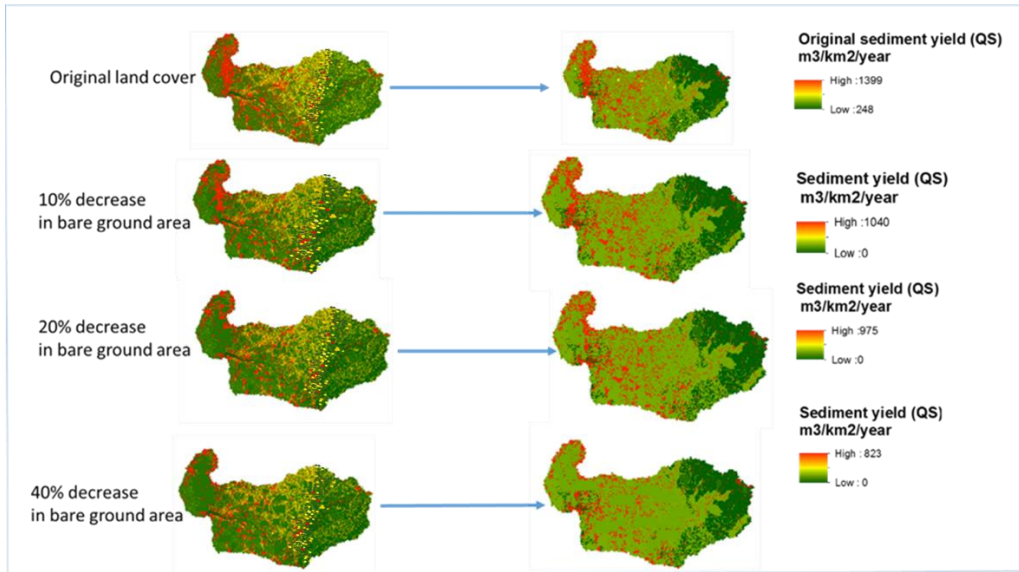 Original land cover
Original sediment yield (QS)
m3/km2/year
High :1399
Low :248
10% decrease
in bare ground area
Sediment yield (QS)
m3/km2/year
High :1040
Low :0
20% decrease
in bare ground area
Sediment yield (QS)
m3/km2/year
High :975
Low :0
40% decrease
in bare ground area
Sediment yield (QS)
m3/km2/year
High : 823
Low : 0